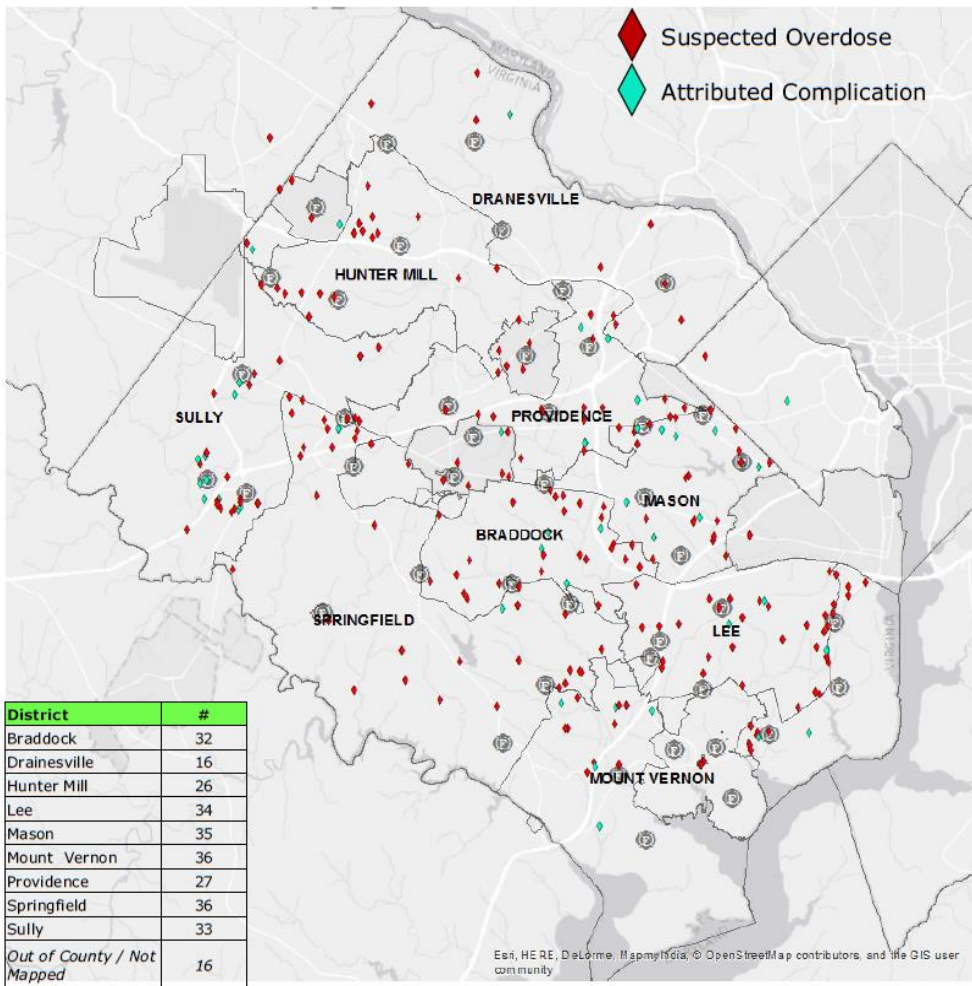 Suspected Overdose
Attributed Complication
MARYLAND
VIRGINIA
DRANESVILLE
HUNTER MILL
SULLY
PROVIDENCE
MASON
BRADDOCK
SPRINGFIELD
LEE
VIRGINIA
MOUNT VERNON
District #
Braddock 32
Drainesville 16
Hunter Mill 26
Lee 34
Mason 35
Mount Vernon 36
Providence 27
Springfield 36
Sully 33
Out of County / Not
Mapped 16
Esri, HERE, DeLorme, MapmyIndia, © OpenStreetMap contributors, and the GIS user
community